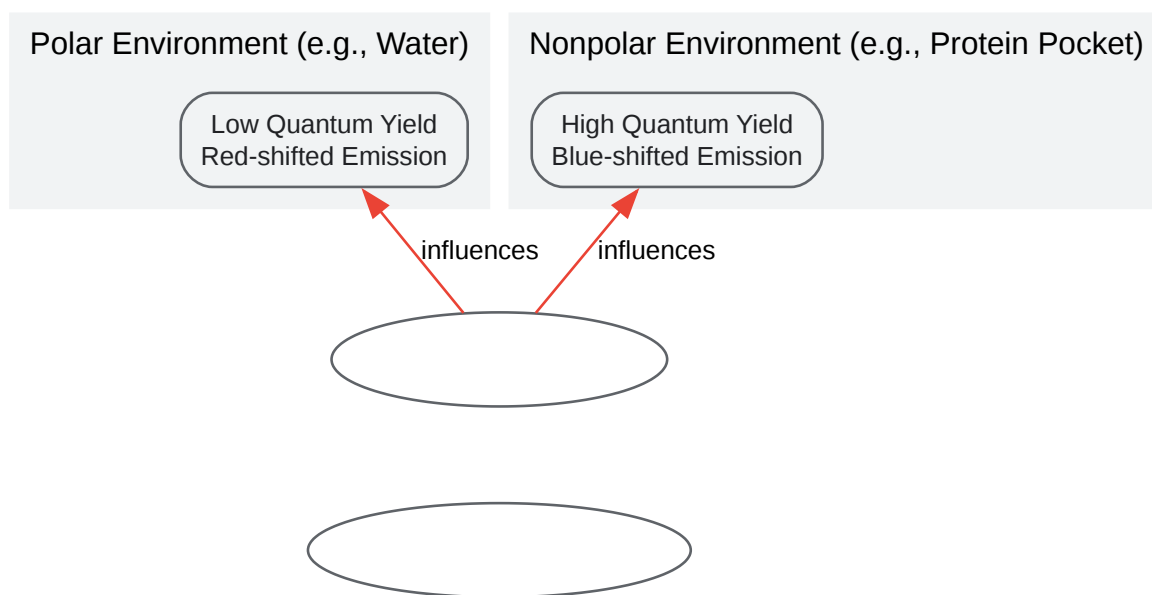 Polar Environment (e.g., Water)
Nonpolar Environment (e.g., Protein Pocket)
Low Quantum Yield
Red-shifted Emission
High Quantum Yield
Blue-shifted Emission
influences
influences